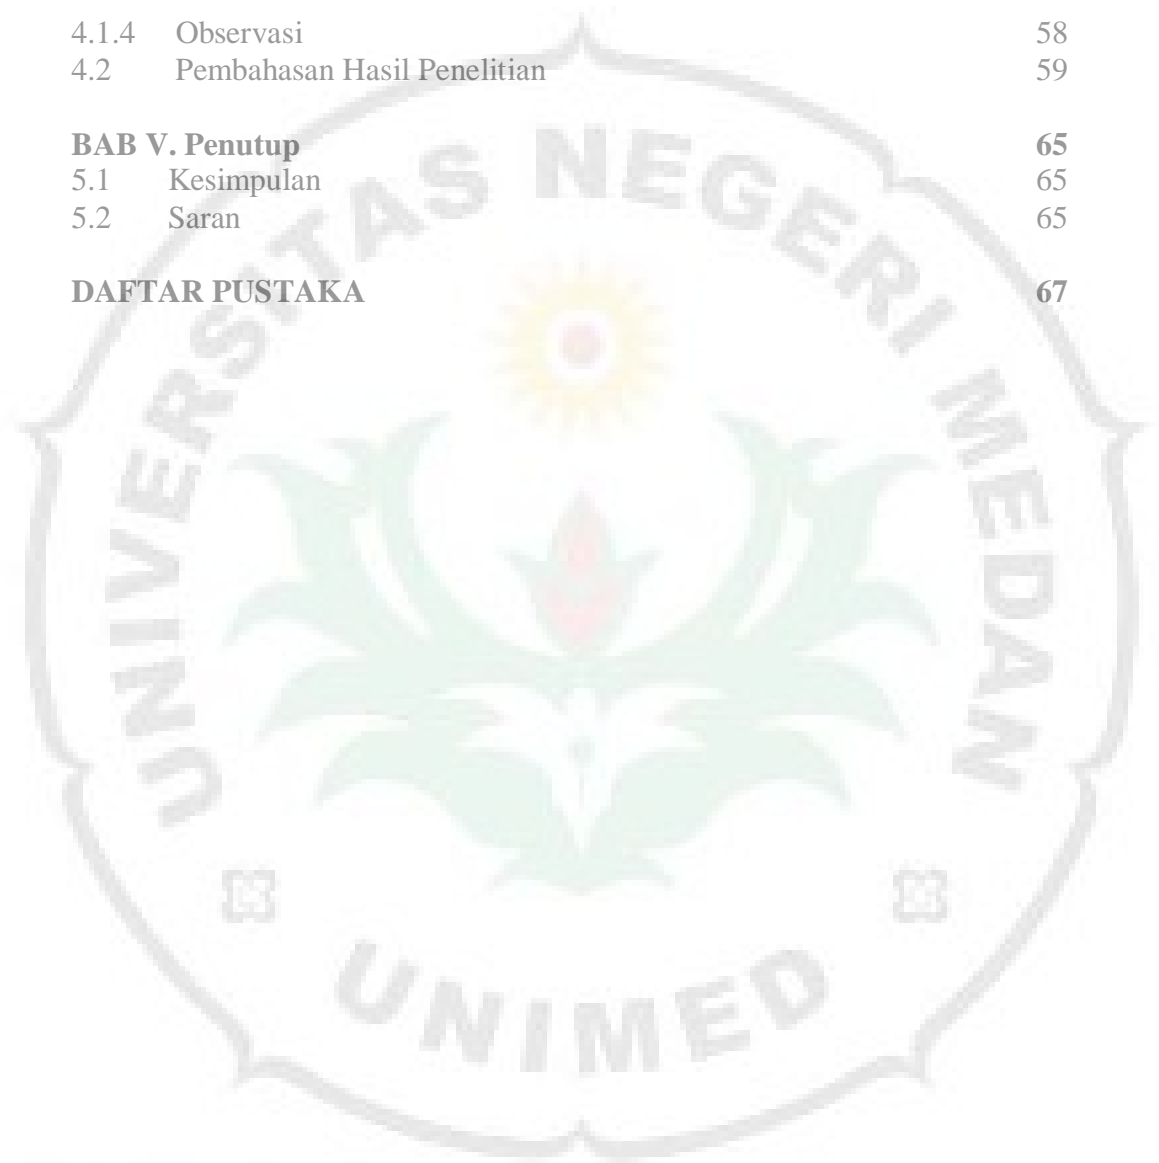 4.1.4 Observasi 58
4.2 Pembahasan Hasil Penelitian 59
BAB V. Penutup 65
5.1 Kesimpulan 65
5.2 Saran 65
DAFTAR PUSTAKA 67
UNIVERSITAS NEGERI MEDAN
UNIMED